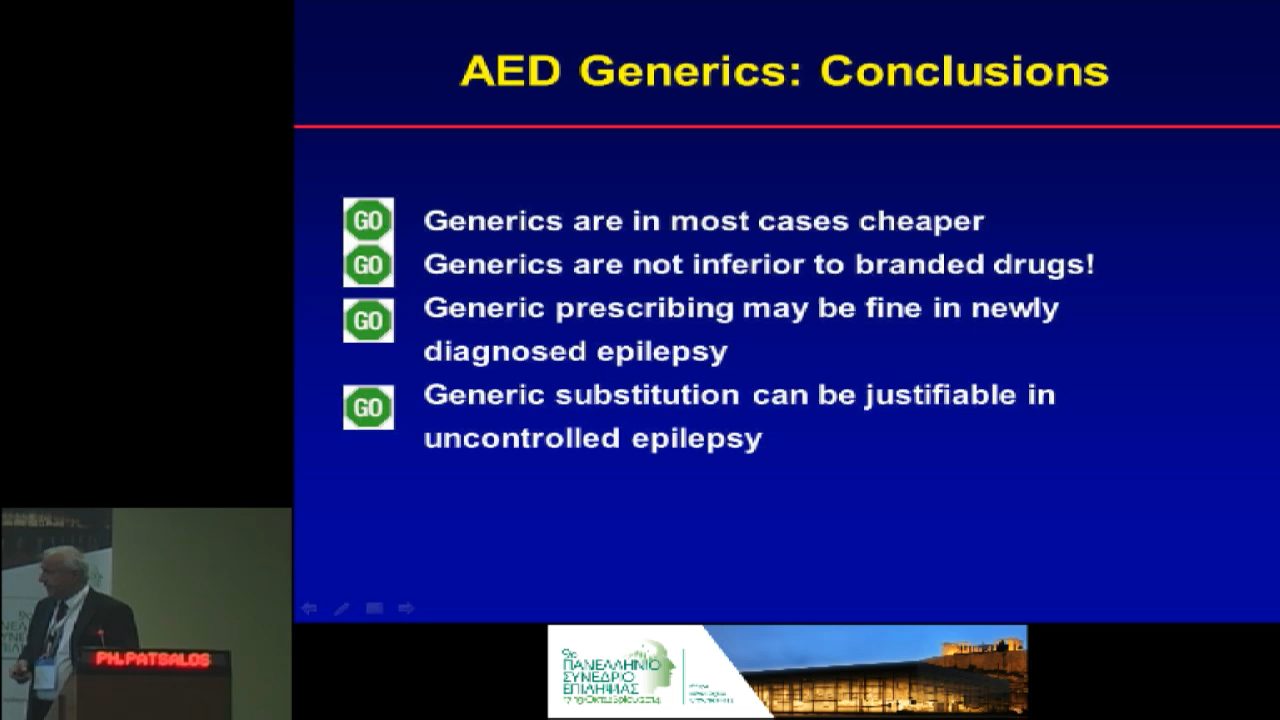 AED Generics: Conclusions
GO Generics are in most cases cheaper
GO Generics are not inferior to branded drugs!
GO Generic prescribing may be fine in newly
diagnosed epilepsy
GO Generic substitution can be justifiable in
uncontrolled epilepsy
PH.PATSALOS
9ο
ΠΑΝΕΛΛΗΝΙΟ
ΣΥΝΕΔΡΙΟ
ΕΠΙΛΗΨΙΑΣ